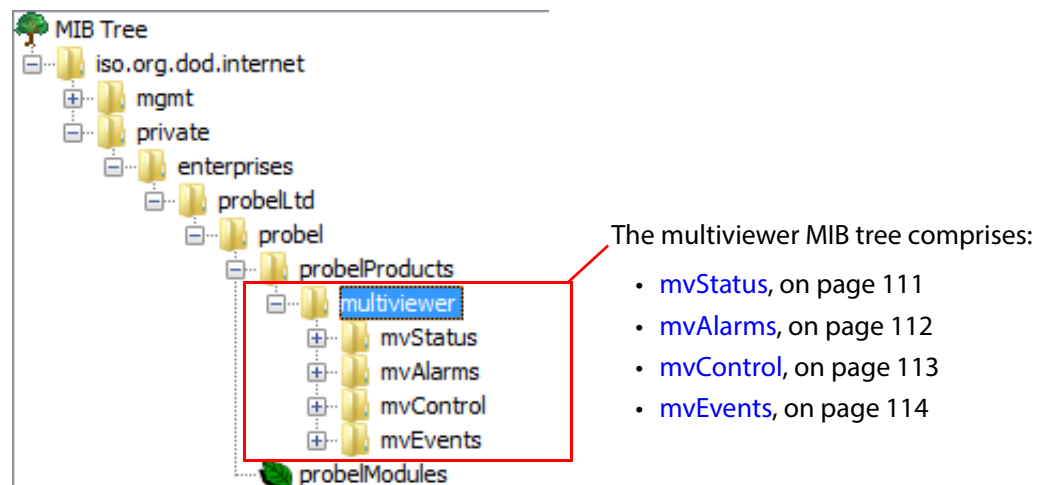 MIB Tree
iso.org.dod.internet
mgmt
private
enterprises
probelLtd
probel
probelProducts
multiviewer
mvStatus
mvAlarms
mvControl
mvEvents
probelModules
The multiviewer MIB tree comprises:
• mvStatus, on page 111
• mvAlarms, on page 112
• mvControl, on page 113
• mvEvents, on page 114